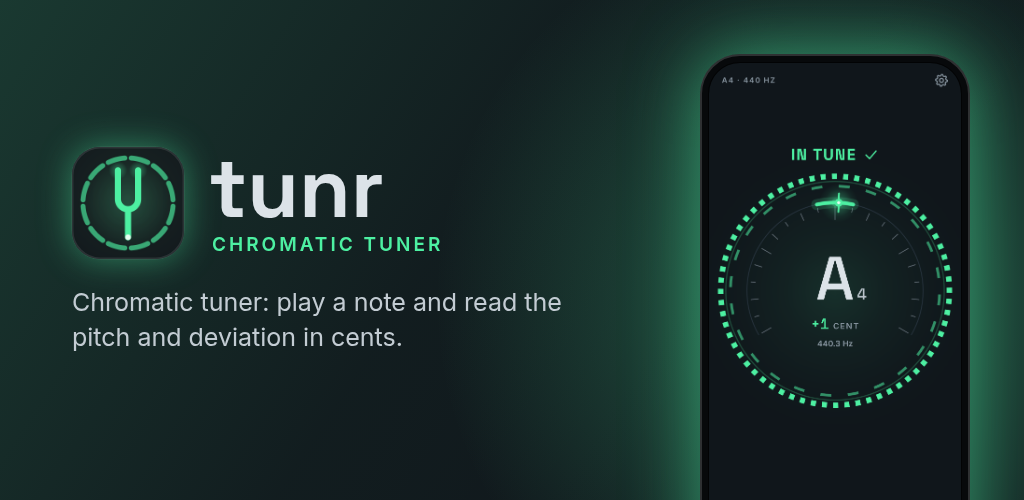 tunr
CHROMATIC TUNER
Chromatic tuner: play a note and read the
pitch and deviation in cents.
A4 · 440 HZ
IN TUNE ✓
A4
+1 CENT
440.3 Hz